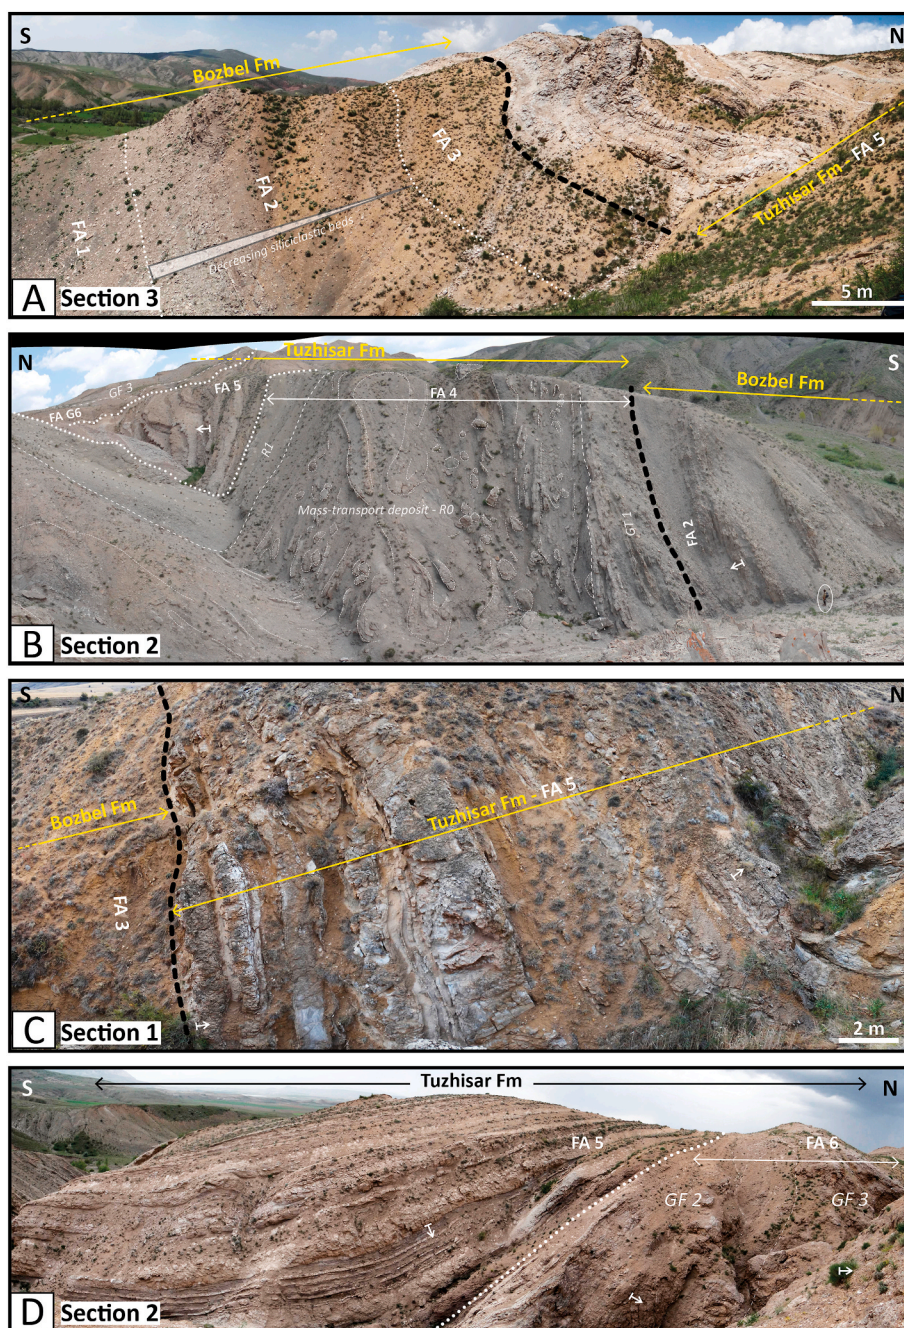 S
N
Bozbel Fm
FA 1
FA 2
FA 3
Decreasing siliciclastic beds
Tuzhisar Fm - FA 5
A Section 3
5 m
N
S
Tuzhisar Fm
Bozbel Fm
GF 3
FA 5
FA 4
FA G6
R1
Mass-transport deposit - R0
GT 1
FA 2
B Section 2
S
N
Bozbel Fm
Tuzhisar Fm - FA 5
FA 3
C Section 1
2 m
S
Tuzhisar Fm
N
FA 5
FA 6
GF 2
GF 3
D Section 2